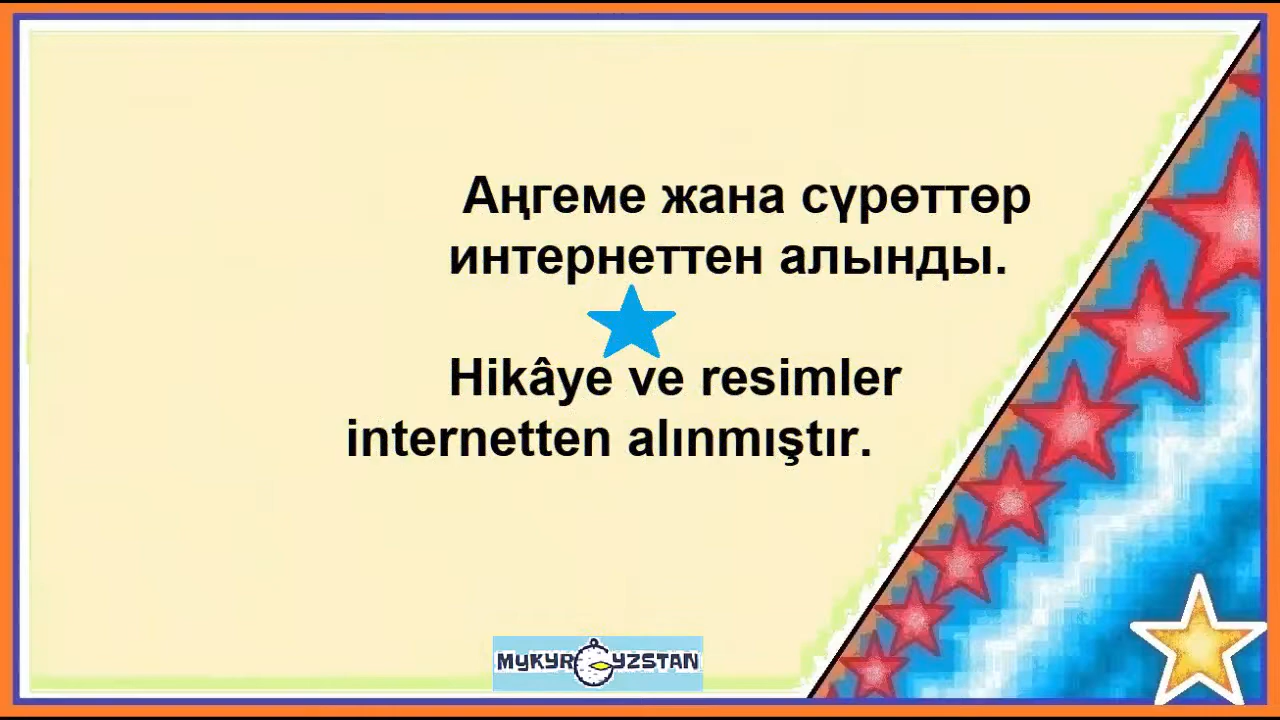 Аңгеме жана сүрөттөр
интернеттен алынды.
Hikâye ve resimler
internetten alınmıştır.
MyKYRGYZSTAN